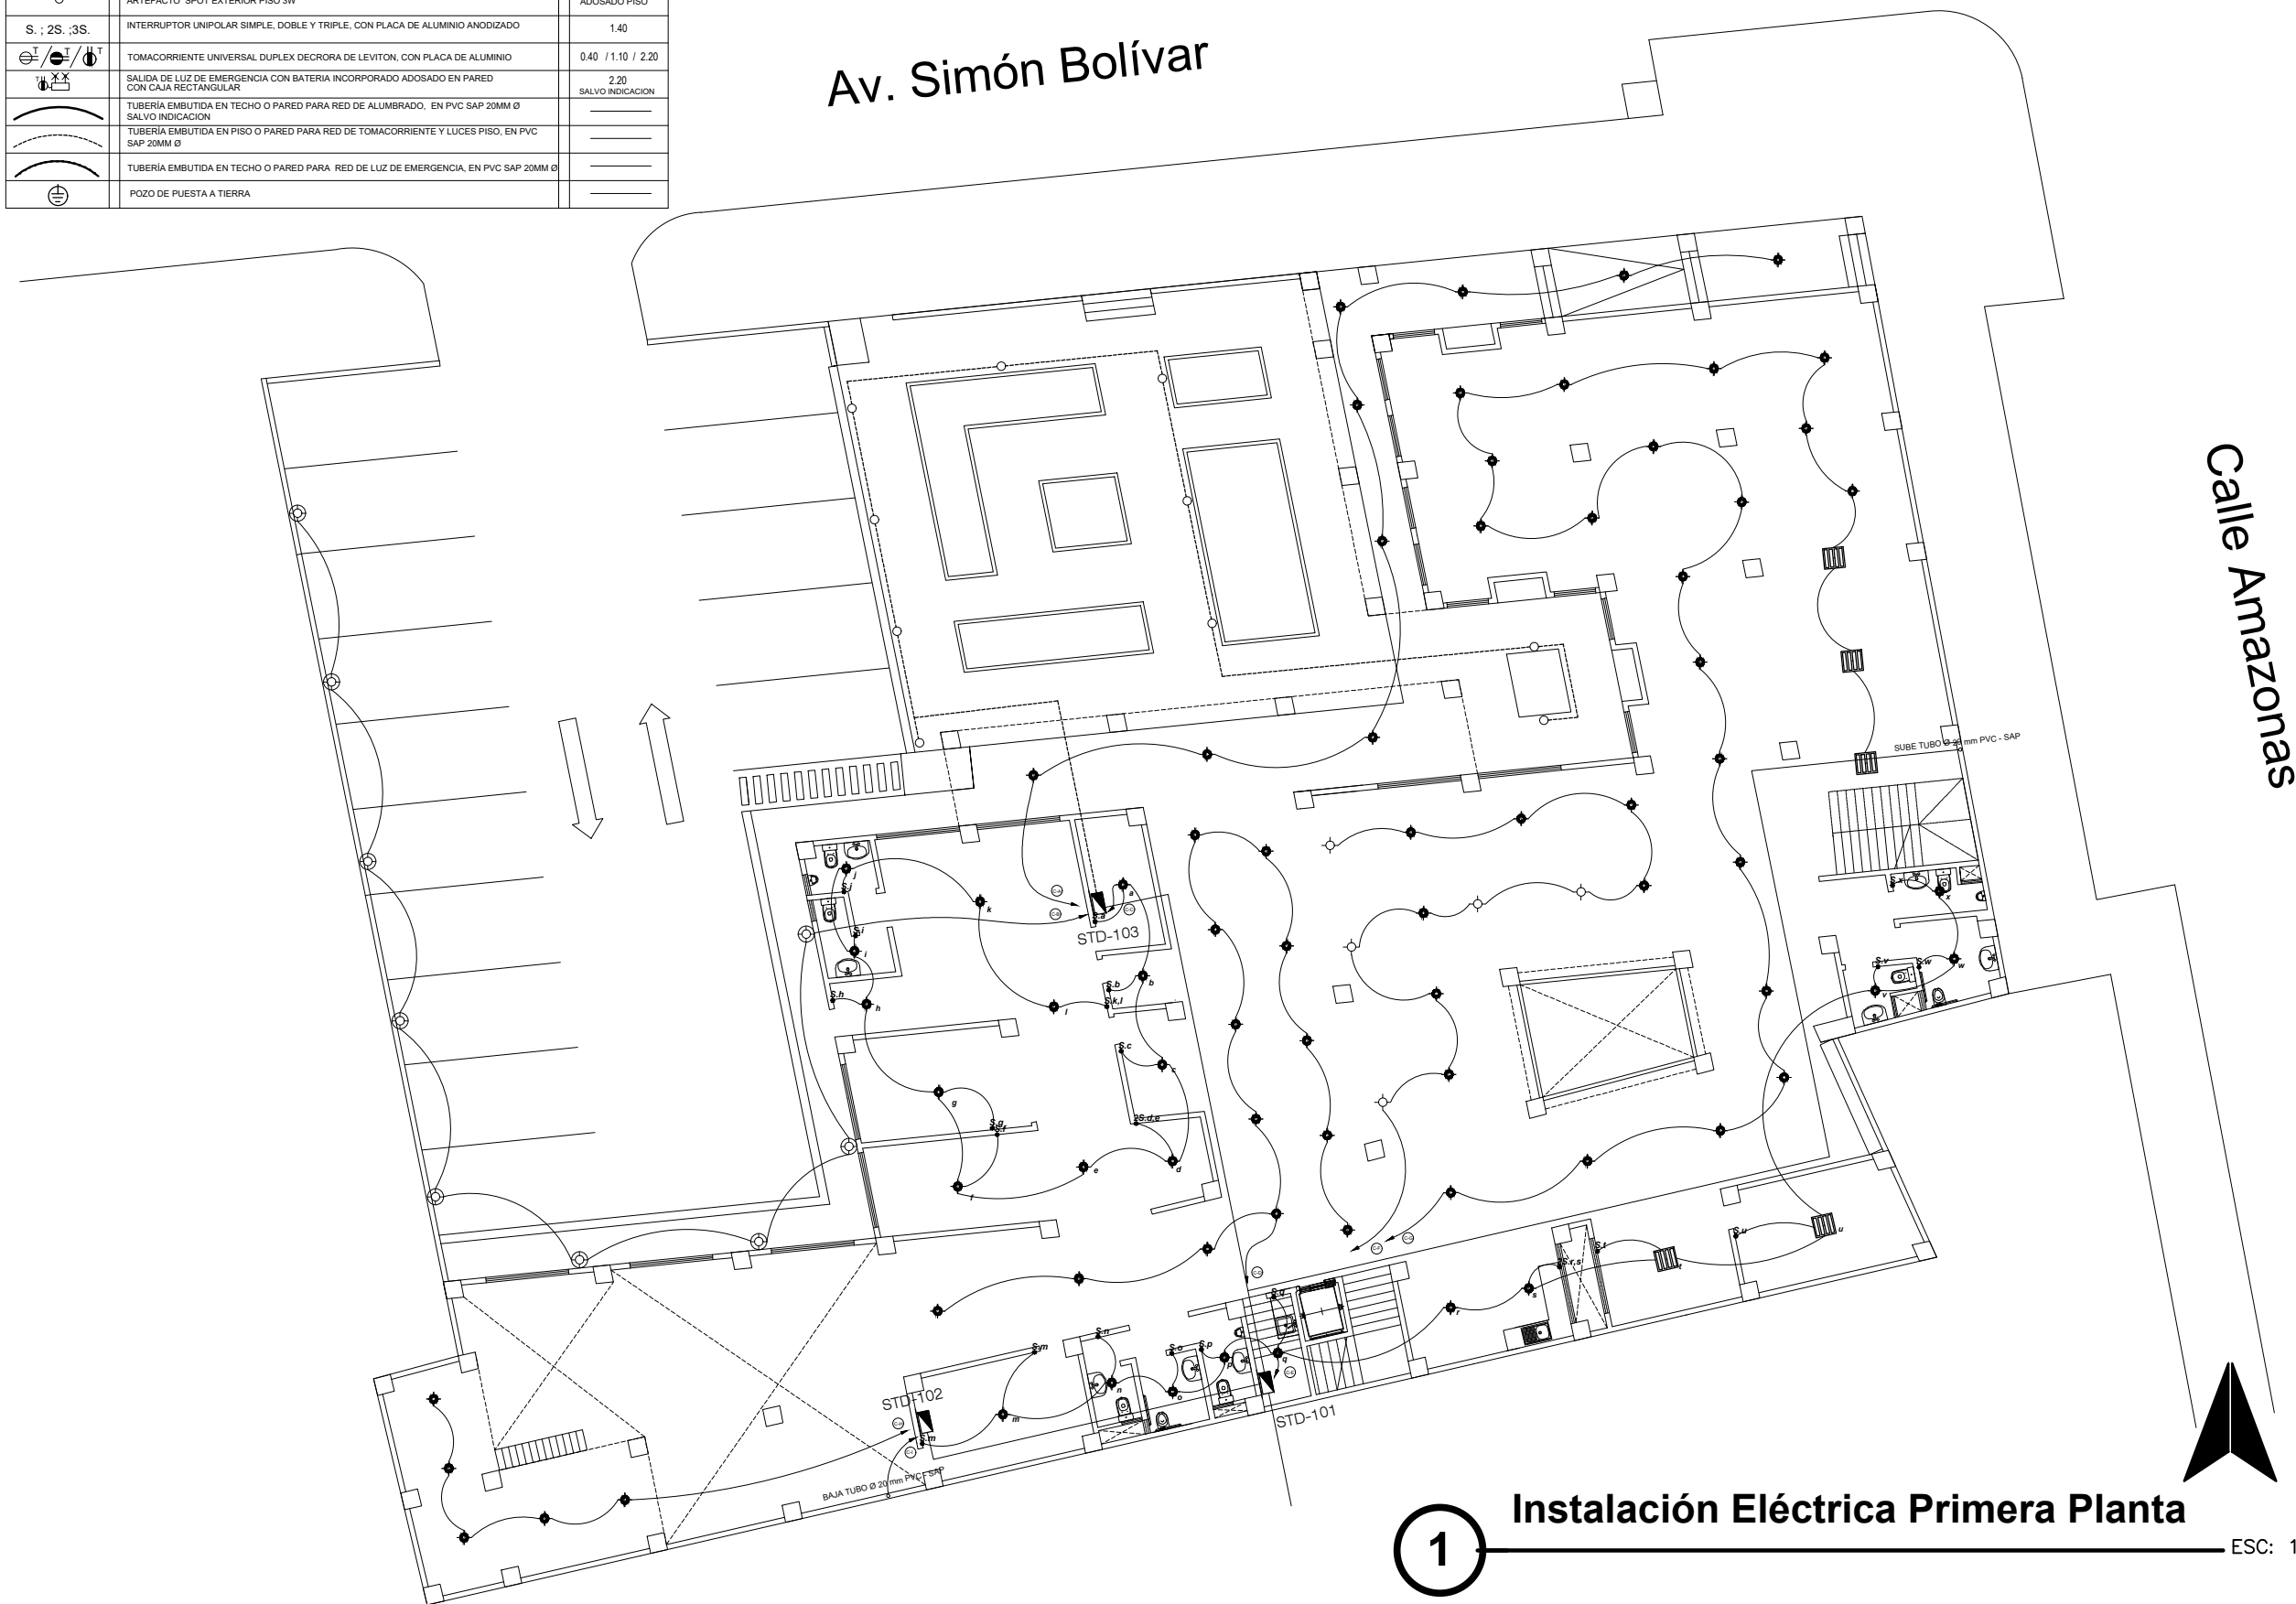 ARTEFACTO SPOT EXTERIOR PISO 3W
ADOSADO PISO
S. ; 2S. ;3S.
INTERRUPTOR UNIPOLAR SIMPLE, DOBLE Y TRIPLE, CON PLACA DE ALUMINIO ANODIZADO
1.40
T / T / T
TOMACORRIENTE UNIVERSAL DUPLEX DECRORA DE LEVITON, CON PLACA DE ALUMINIO
0.40 / 1.10 / 2.20
T
SALIDA DE LUZ DE EMERGENCIA CON BATERIA INCORPORADO ADOSADO EN PARED
CON CAJA RECTANGULAR
2.20
SALVO INDICACION
TUBERÍA EMBUTIDA EN TECHO O PARED PARA RED DE ALUMBRADO, EN PVC SAP 20MM Ø
SALVO INDICACION
TUBERÍA EMBUTIDA EN PISO O PARED PARA RED DE TOMACORRIENTE Y LUCES PISO, EN PVC
SAP 20MM Ø
TUBERÍA EMBUTIDA EN TECHO O PARED PARA RED DE LUZ DE EMERGENCIA, EN PVC SAP 20MM Ø
POZO DE PUESTA A TIERRA
Av. Simón Bolívar
Calle Amazonas
SUBE TUBO Ø 20 mm PVC - SAP
j
S.j
k
a
S.a
STD-103
S.i
i
S.h
h
S.b
b
S.k,l
l
S.x
x
S.v
S.w
w
v
S.c
c
g
S.g
S.f
2S.d,e
e
d
f
S.u
u
S.t
t
2S.r,s
s
r
S.q
q
S.p
p
S.o
o
S.n
n
S.m
m
STD-102
S.m
STD-101
BAJA TUBO Ø 20 mm PVC - SAP
1
Instalación Eléctrica Primera Planta
ESC: 1